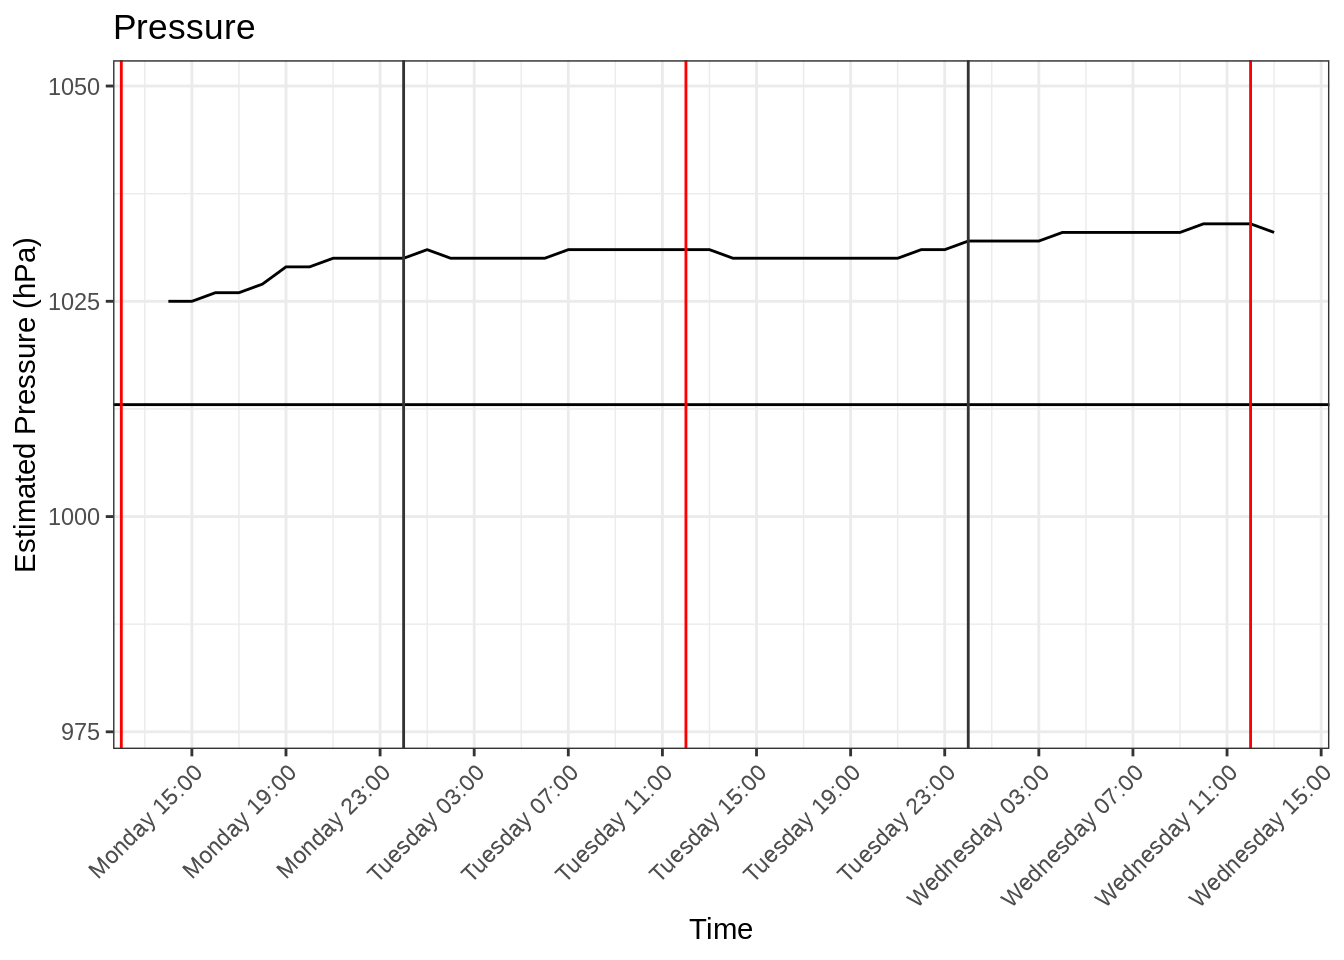 Pressure
Estimated Pressure (hPa)
1050
1025
1000
975
Monday 15:00
Monday 19:00
Monday 23:00
Tuesday 03:00
Tuesday 07:00
Tuesday 11:00
Tuesday 15:00
Tuesday 19:00
Tuesday 23:00
Wednesday 03:00
Wednesday 07:00
Wednesday 11:00
Wednesday 15:00
Time